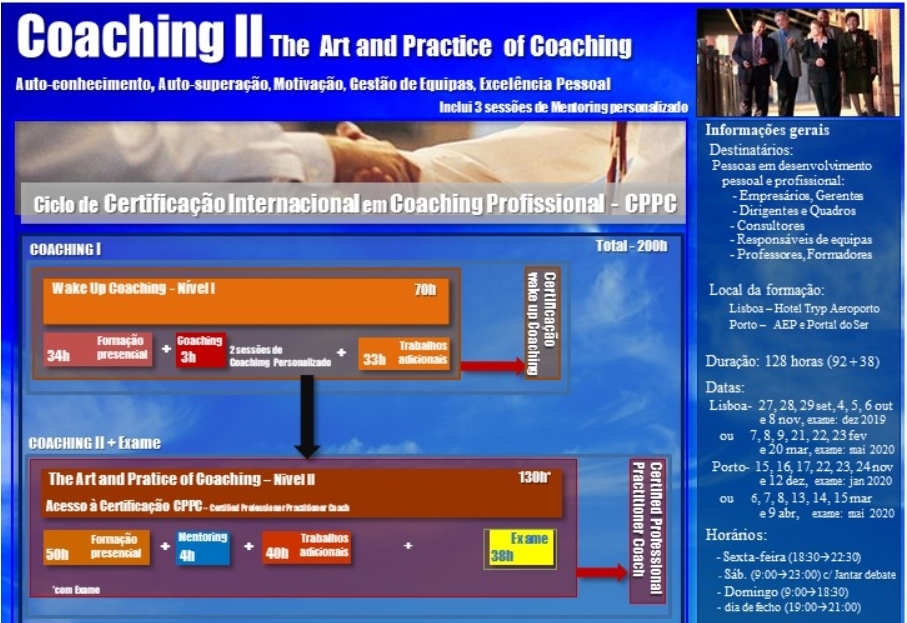 Coaching II The Art and Practice of Coaching
Auto-conhecimento, Auto-superação, Motivação, Gestão de Equipas, Excelência Pessoal
Inclui 3 sessões de Mentoring personalizado
Ciclo de Certificação Internacional em Coaching Profissional - CPPC
COACHING I
Total - 200h
Wake Up Coaching - Nível I
70h
34h
Formação
presencial
+
Coaching
3h
2 sessões de
Coaching Personalizado
+
33h
Trabalhos
adicionais
Certificação
wake up Coaching
COACHING II + Exame
The Art and Pratice of Coaching – Nivel II
130h*
Acesso à Certificação CPPC - Certified Professioner Practitioner Coach
50h
Formação
presencial
+
Mentoring
4h
+
40h
Trabalhos
adicionais
+
Exame
38h
*com Exame
Certified Professional
Practitioner Coach
Informações gerais
Destinatários:
Pessoas em desenvolvimento
pessoal e profissional:
- Empresários, Gerentes
- Dirigentes e Quadros
- Consultores
- Responsáveis de equipas
- Professores, Formadores
Local da formação:
Lisboa – Hotel Tryp Aeroporto
Porto – AEP e Portal do Ser
Duração: 128 horas (92+38)
Datas:
Lisboa- 27, 28, 29 set, 4, 5, 6 out
e 8 nov, exame: dez 2019
ou 7, 8, 9, 21, 22, 23 fev
e 20 mar, exame: mai 2020
Porto- 15, 16, 17, 22, 23, 24 nov
e 12 dez, exame: jan 2020
ou 6, 7, 8, 13, 14, 15 mar
e 9 abr, exame: mai 2020
Horários:
- Sexta-feira (18:30→22:30)
- Sáb. (9:00→23:00) c/ Jantar debate
- Domingo (9:00→18:30)
- dia de fecho (19:00→21:00)